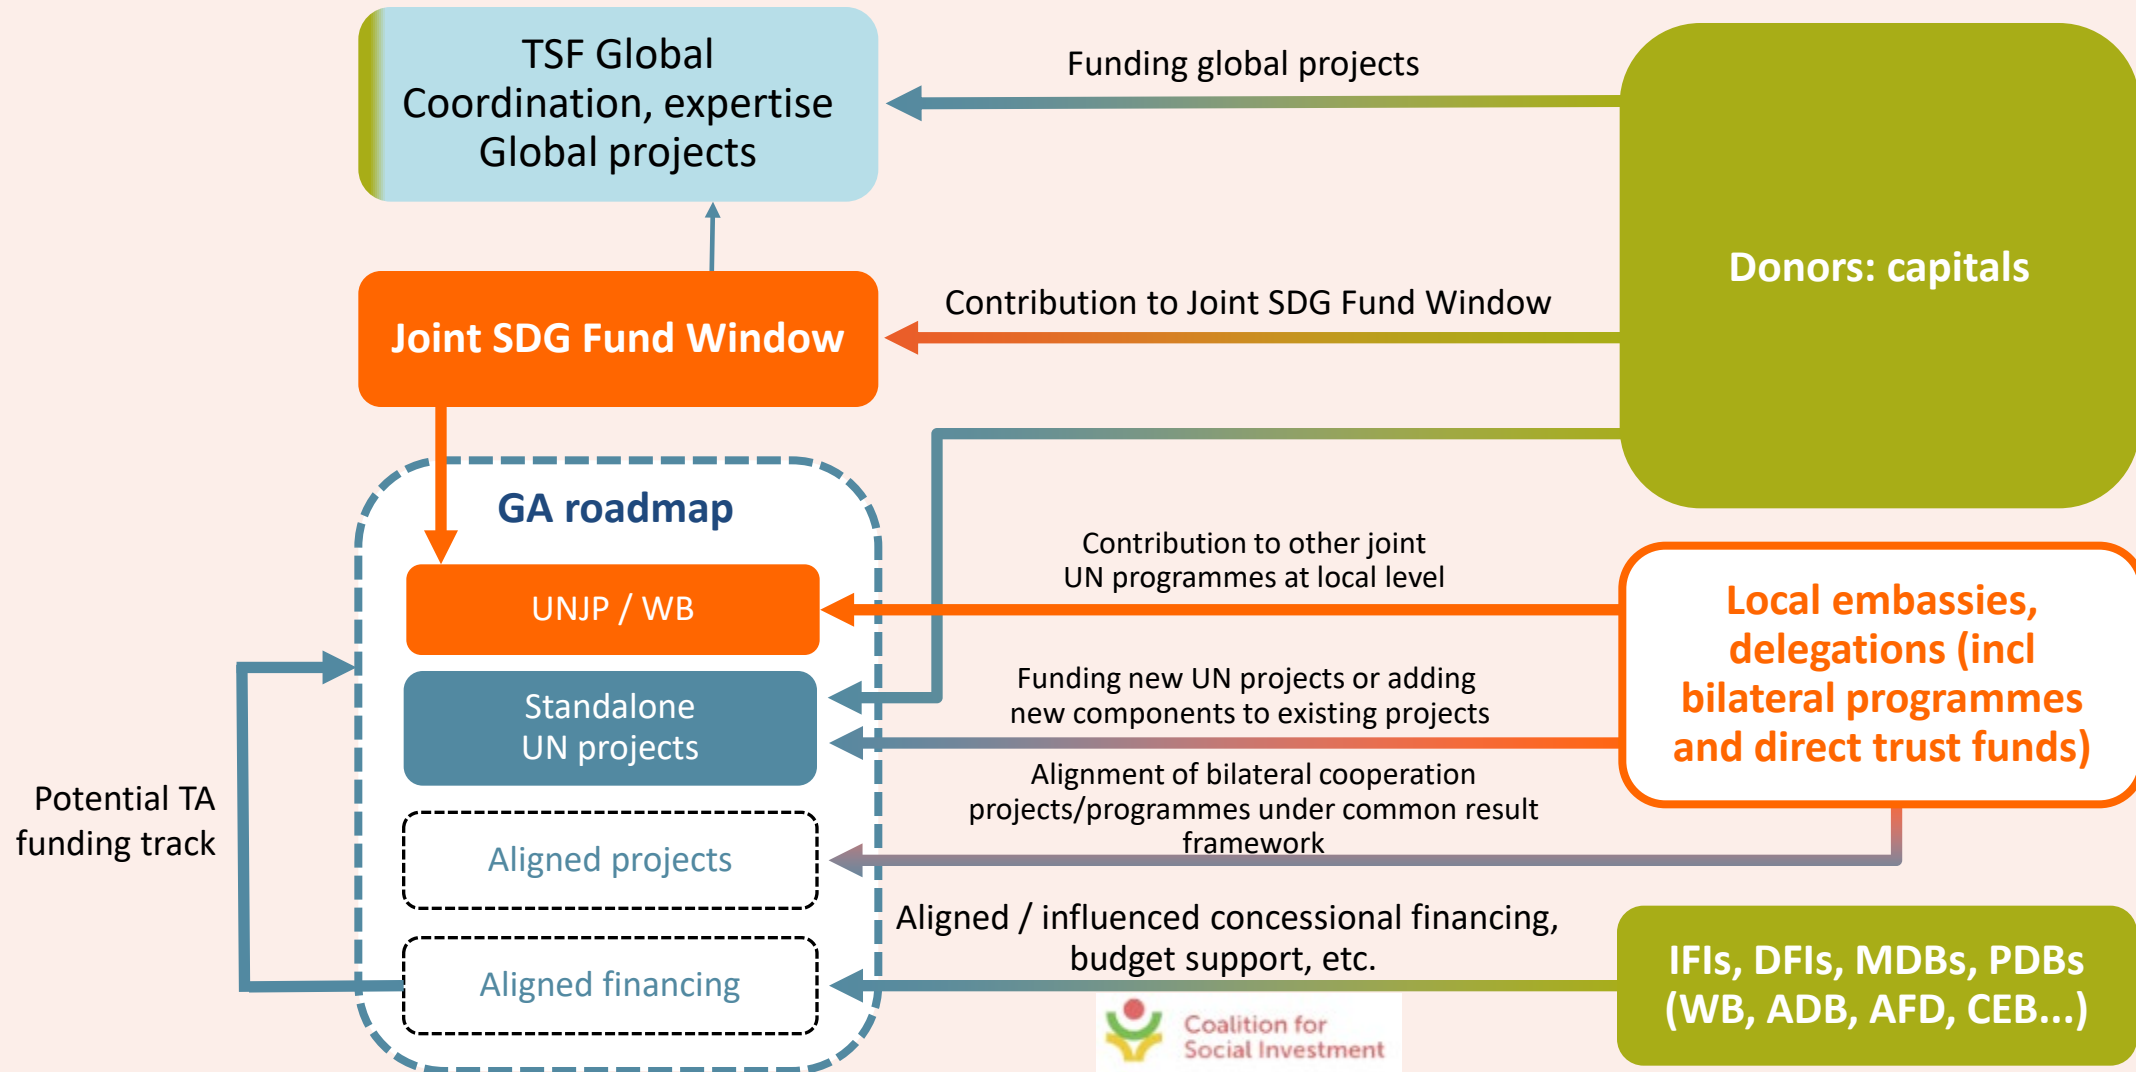 TSF Global
Coordination, expertise
Global projects
Funding global projects
Donors: capitals
Joint SDG Fund Window
Contribution to Joint SDG Fund Window
GA roadmap
UNJP / WB
Contribution to other joint
UN programmes at local level
Local embassies,
delegations (incl
bilateral programmes
and direct trust funds)
Standalone
UN projects
Funding new UN projects or adding
new components to existing projects
Alignment of bilateral cooperation
projects/programmes under common result
framework
Potential TA
funding track
Aligned projects
Aligned / influenced concessional financing,
budget support, etc.
Aligned financing
IFIs, DFIs, MDBs, PDBs
(WB, ADB, AFD, CEB...)
Coalition for
Social Investment